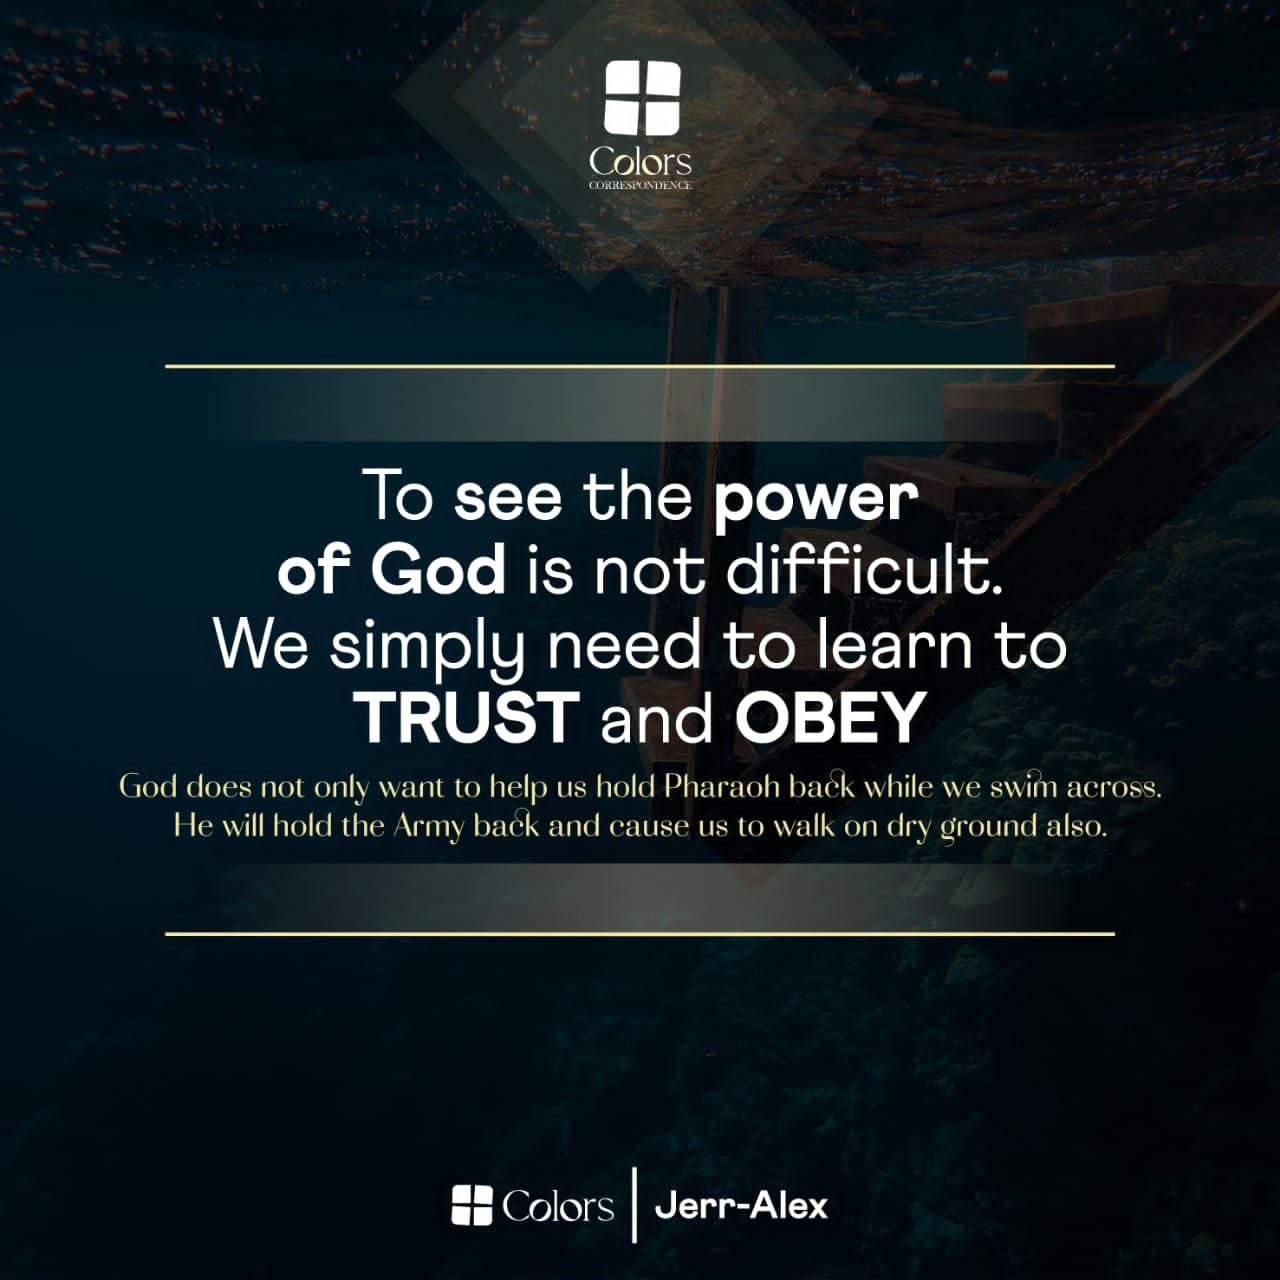 Colors
CORRESPONDENCE
To see the power
of God is not difficult.
We simply need to learn to
TRUST and OBEY
God does not only want to help us hold Pharaoh back while we swim across.
He will hold the Army back and cause us to walk on dry ground also.
Colors | Jerr-Alex